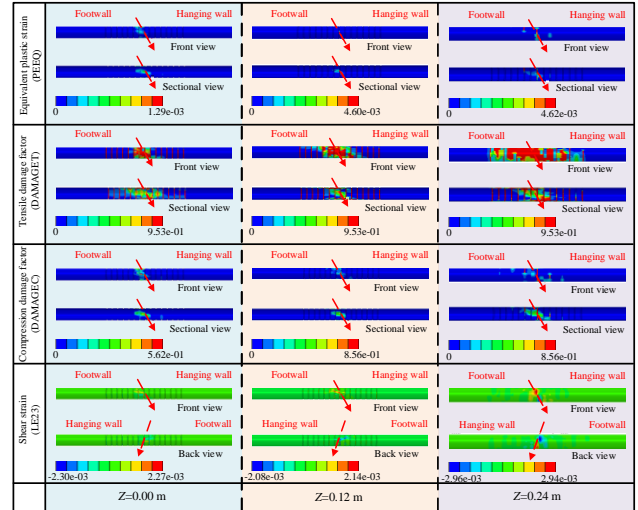 Equivalent plastic strain
(PEEQ)
Footwall Hanging wall
Front view
Sectional view
0 1.29e-03
Footwall Hanging wall
Front view
Sectional view
0 4.60e-03
Footwall Hanging wall
Front view
Sectional view
0 4.62e-03
Tensile damage factor
(DAMAGET)
Footwall Hanging wall
Front view
Sectional view
0 9.53e-01
Footwall Hanging wall
Front view
Sectional view
0 9.53e-01
Footwall Hanging wall
Front view
Sectional view
0 9.53e-01
Compression damage factor
(DAMAGEC)
Footwall Hanging wall
Front view
Sectional view
0 5.62e-01
Footwall Hanging wall
Front view
Sectional view
0 8.56e-01
Footwall Hanging wall
Front view
Sectional view
0 8.56e-01
Shear strain
(LE23)
Footwall Hanging wall
Front view
Hanging wall Footwall
Back view
-2.30e-03 2.27e-03
Footwall Hanging wall
Front view
Hanging wall Footwall
Back view
-2.08e-03 2.14e-03
Footwall Hanging wall
Front view
Hanging wall Footwall
Back view
-2.96e-03 2.94e-03
Z=0.00 m
Z=0.12 m
Z=0.24 m